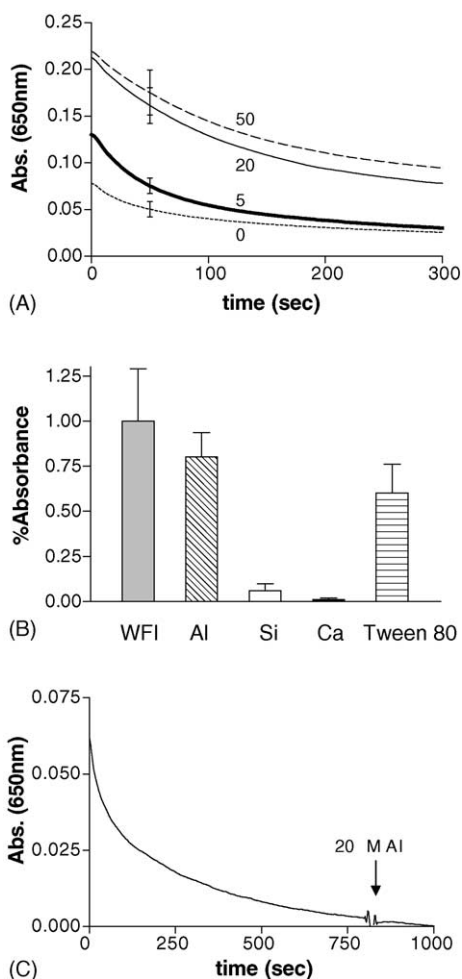 0.25
0.20
0.15
0.10
0.05
0.00
Abs. (650nm)
50
20
5
0
0 100 200 300
time (sec)
(A)
1.25
1.00
0.75
0.50
0.25
0.00
%Absorbance
WFI Al Si Ca Tween 80
(B)
0.075
0.050
0.025
0.000
Abs. (650nm)
20 M Al
0 250 500 750 1000
time (sec)
(C)